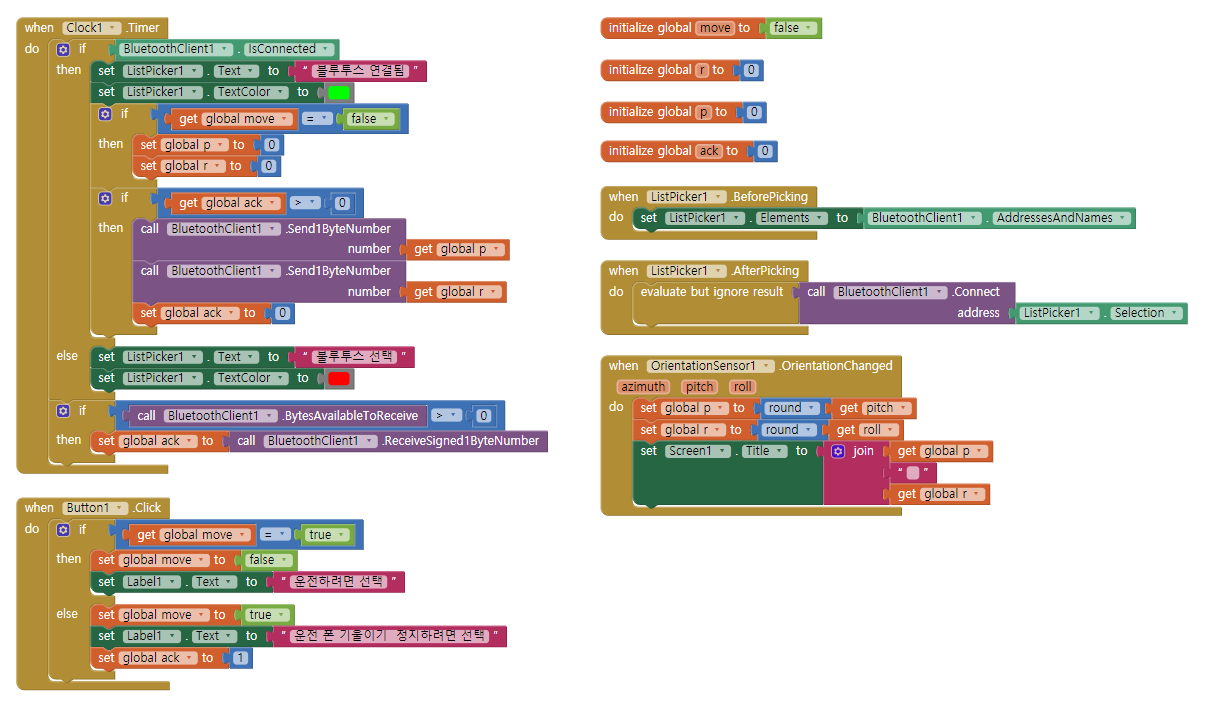 when Clock1 .Timer
do if BluetoothClient1 . IsConnected
then set ListPicker1 . Text to " 블루투스 연결됨 "
set ListPicker1 . TextColor to
if get global move = false
then set global p to 0
set global r to 0
if get global ack > 0
then call BluetoothClient1 .Send1ByteNumber
number get global p
call BluetoothClient1 .Send1ByteNumber
number get global r
set global ack to 0
else set ListPicker1 . Text to " 불루투스 선택 "
set ListPicker1 . TextColor to
if call BluetoothClient1 .BytesAvailableToReceive > 0
then set global ack to call BluetoothClient1 .ReceiveSigned1ByteNumber
when Button1 .Click
do if get global move = true
then set global move to false
set Label1 . Text to " 운전하려면 선택 "
else set global move to true
set Label1 . Text to " 운전 폰 기울이기 정지하려면 선택 "
set global ack to 1
initialize global move to false
initialize global r to 0
initialize global p to 0
initialize global ack to 0
when ListPicker1 .BeforePicking
do set ListPicker1 . Elements to BluetoothClient1 . AddressesAndNames
when ListPicker1 .AfterPicking
do evaluate but ignore result call BluetoothClient1 .Connect
address ListPicker1 . Selection
when OrientationSensor1 .OrientationChanged
azimuth pitch roll
do set global p to round get pitch
set global r to round get roll
set Screen1 . Title to join get global p
" "
get global r